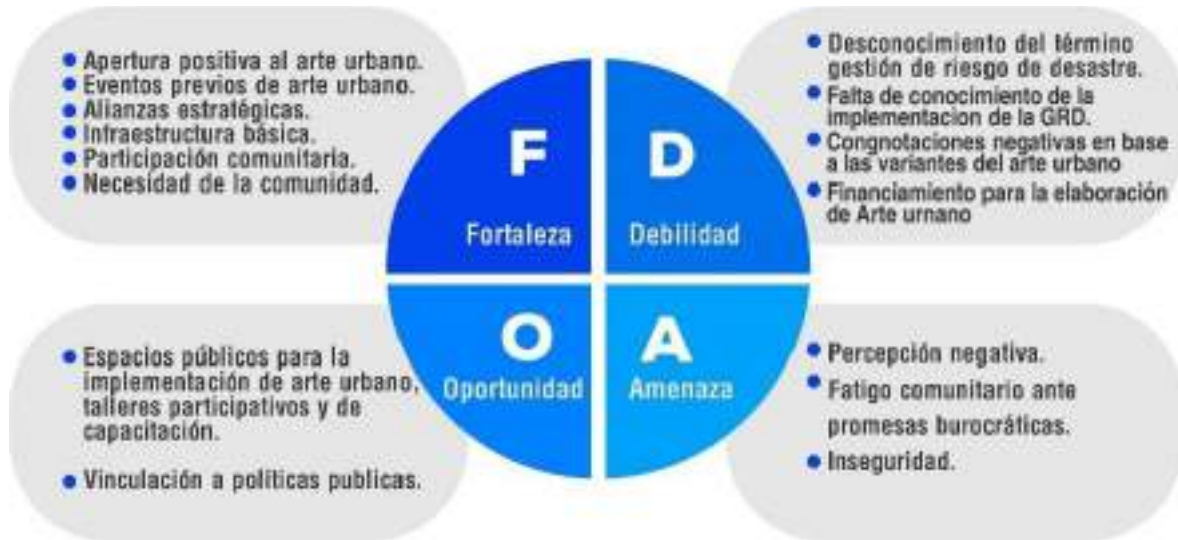 • Apertura positiva al arte urbano.
• Eventos previos de arte urbano.
• Alianzas estratégicas.
• Infraestructura básica.
• Participación comunitaria.
• Necesidad de la comunidad.
F
Fortaleza
D
Debilidad
• Desconocimiento del término
gestión de riesgo de desastre.
• Falta de conocimiento de la
implementacion de la GRD.
• Congnotaciones negativas en base
a las variantes del arte urbano
• Financiamiento para la elaboración
de Arte urnano
• Espacios públicos para la
implementación de arte urbano,
talleres participativos y de
capacitación.
• Vinculación a políticas publicas.
O
Oportunidad
A
Amenaza
• Percepción negativa.
• Fatigo comunitario ante
promesas burocráticas.
• Inseguridad.